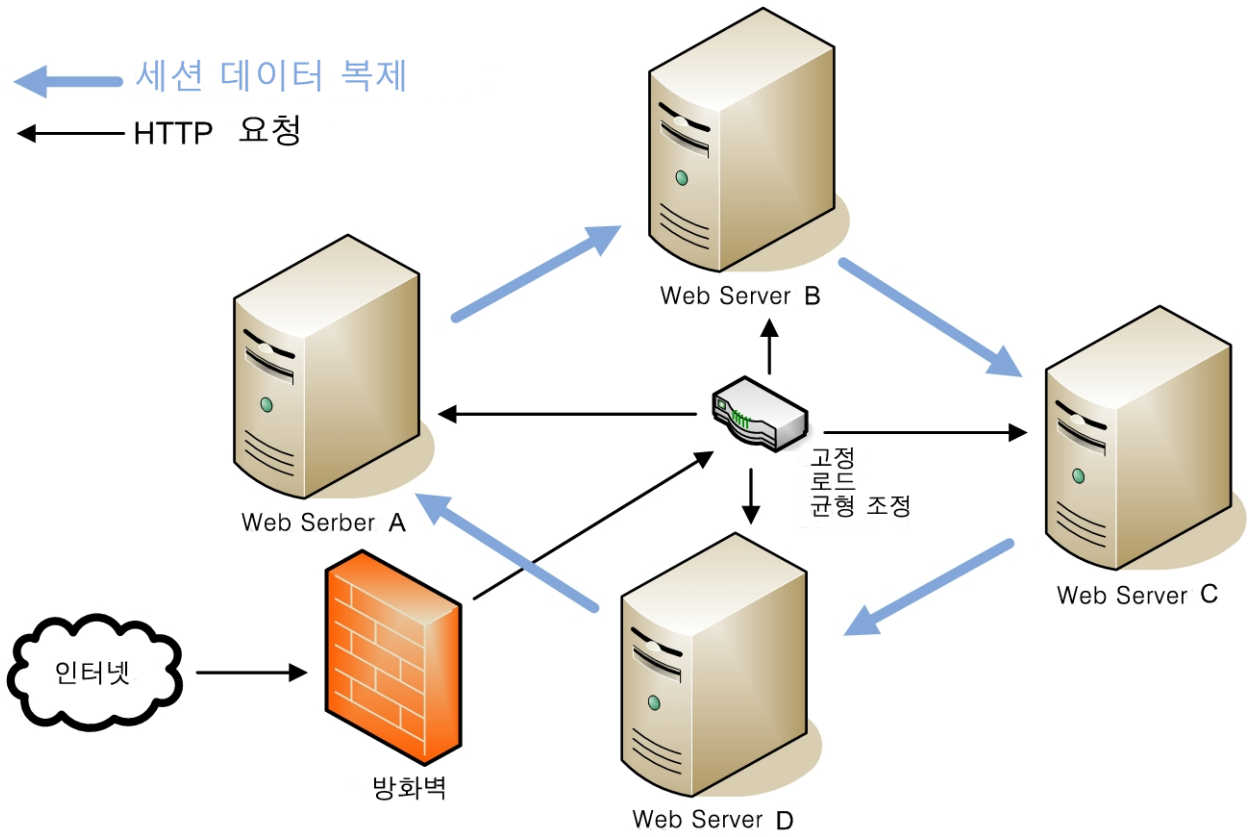 세션 데이터 복제
HTTP 요청
Web Server B
고정
로드
균형 조정
Web Serber A
Web Server C
인터넷
방화벽
Web Server D